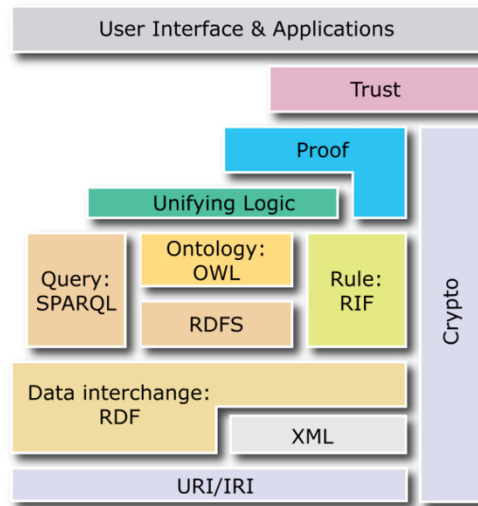 User Interface & Applications
Trust
Proof
Unifying Logic
Query:
SPARQL
Ontology:
OWL
RDFS
Rule:
RIF
Crypto
Data interchange:
RDF
XML
URI/IRI